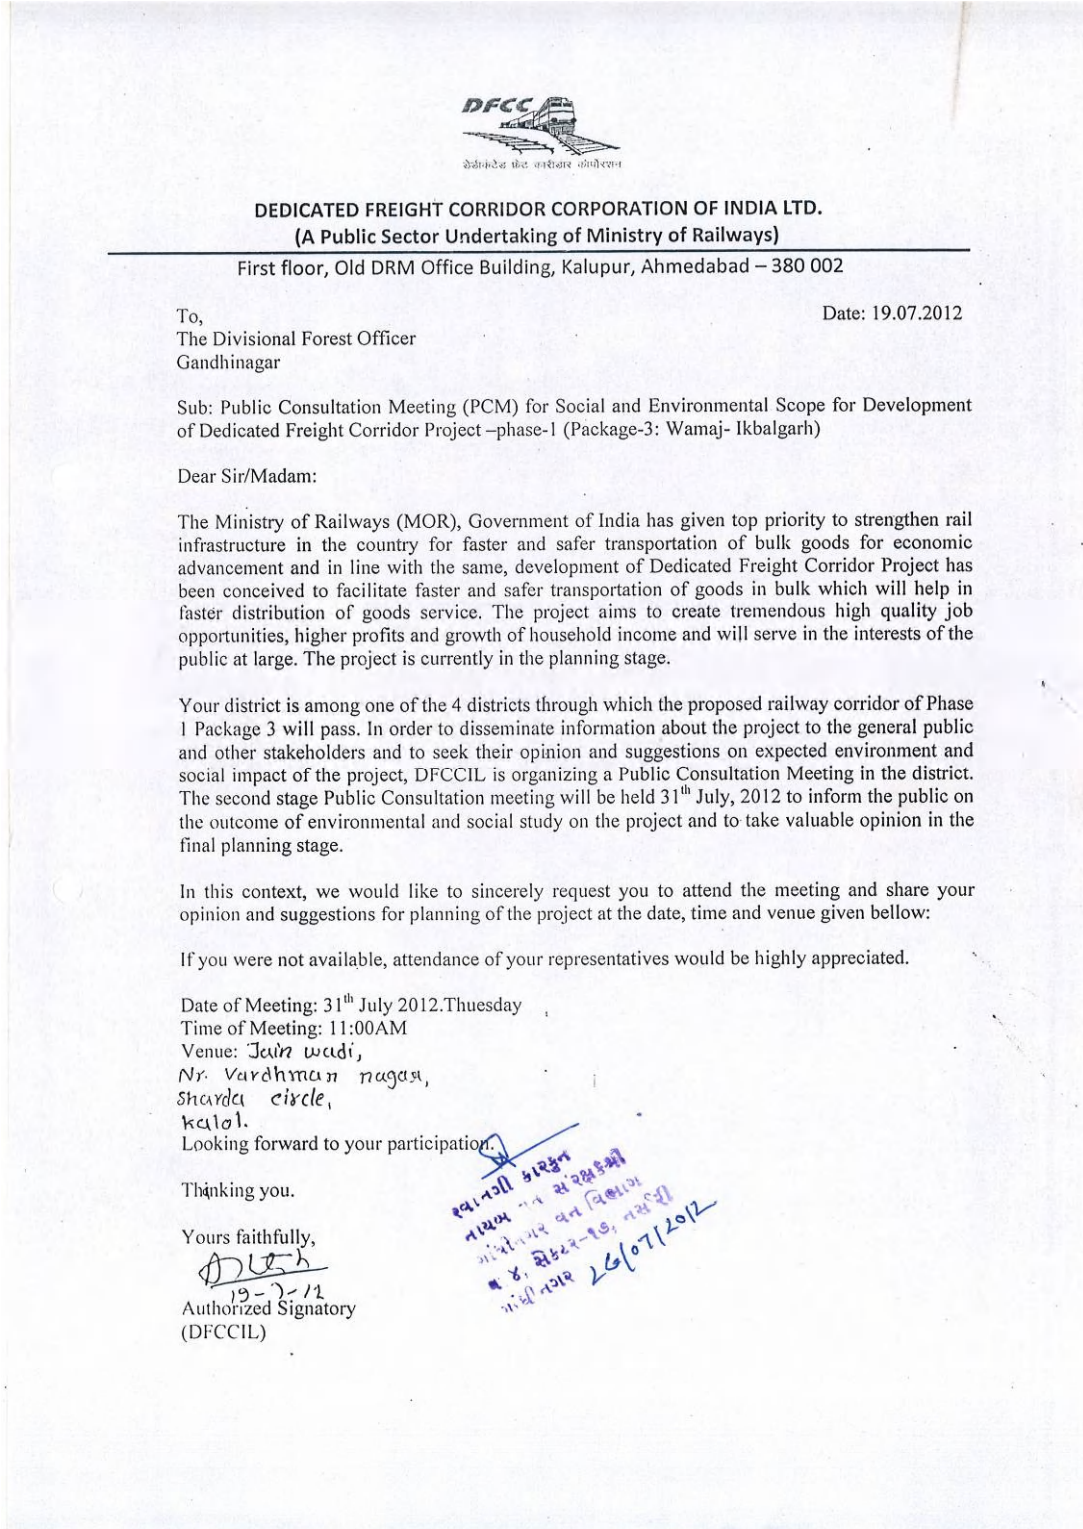 DFCC
डेडीकेटेड फ्रेट कारीडोर कॉर्पोरेशन
DEDICATED FREIGHT CORRIDOR CORPORATION OF INDIA LTD.
(A Public Sector Undertaking of Ministry of Railways)
First floor, Old DRM Office Building, Kalupur, Ahmedabad – 380 002
To,
Date: 19.07.2012
The Divisional Forest Officer
Gandhinagar
Sub: Public Consultation Meeting (PCM) for Social and Environmental Scope for Development
of Dedicated Freight Corridor Project –phase-1 (Package-3: Wamaj- Ikbalgarh)
Dear Sir/Madam:
The Ministry of Railways (MOR), Government of India has given top priority to strengthen rail
infrastructure in the country for faster and safer transportation of bulk goods for economic
advancement and in line with the same, development of Dedicated Freight Corridor Project has
been conceived to facilitate faster and safer transportation of goods in bulk which will help in
faster distribution of goods service. The project aims to create tremendous high quality job
opportunities, higher profits and growth of household income and will serve in the interests of the
public at large. The project is currently in the planning stage.
Your district is among one of the 4 districts through which the proposed railway corridor of Phase
1 Package 3 will pass. In order to disseminate information about the project to the general public
and other stakeholders and to seek their opinion and suggestions on expected environment and
social impact of the project, DFCCIL is organizing a Public Consultation Meeting in the district.
The second stage Public Consultation meeting will be held 31th July, 2012 to inform the public on
the outcome of environmental and social study on the project and to take valuable opinion in the
final planning stage.
In this context, we would like to sincerely request you to attend the meeting and share your
opinion and suggestions for planning of the project at the date, time and venue given bellow:
If you were not available, attendance of your representatives would be highly appreciated.
Date of Meeting: 31th July 2012.Thuesday
Time of Meeting: 11:00AM
Venue: Jain wadi,
Nr. Vardhman nagar,
Sharda circle,
kalol.
Looking forward to your participation.
Thanking you.
Yours faithfully,
19-7-12
Authorized Signatory
(DFCCIL)
રવાનગી કારકુન
નાયબ વન સંરક્ષકશ્રી
ગાંધીનગર વન વિભાગ
ઘ ૪, સેક્ટર-૧૭, નર્સરી
ગાંધીનગર 26/07/2012